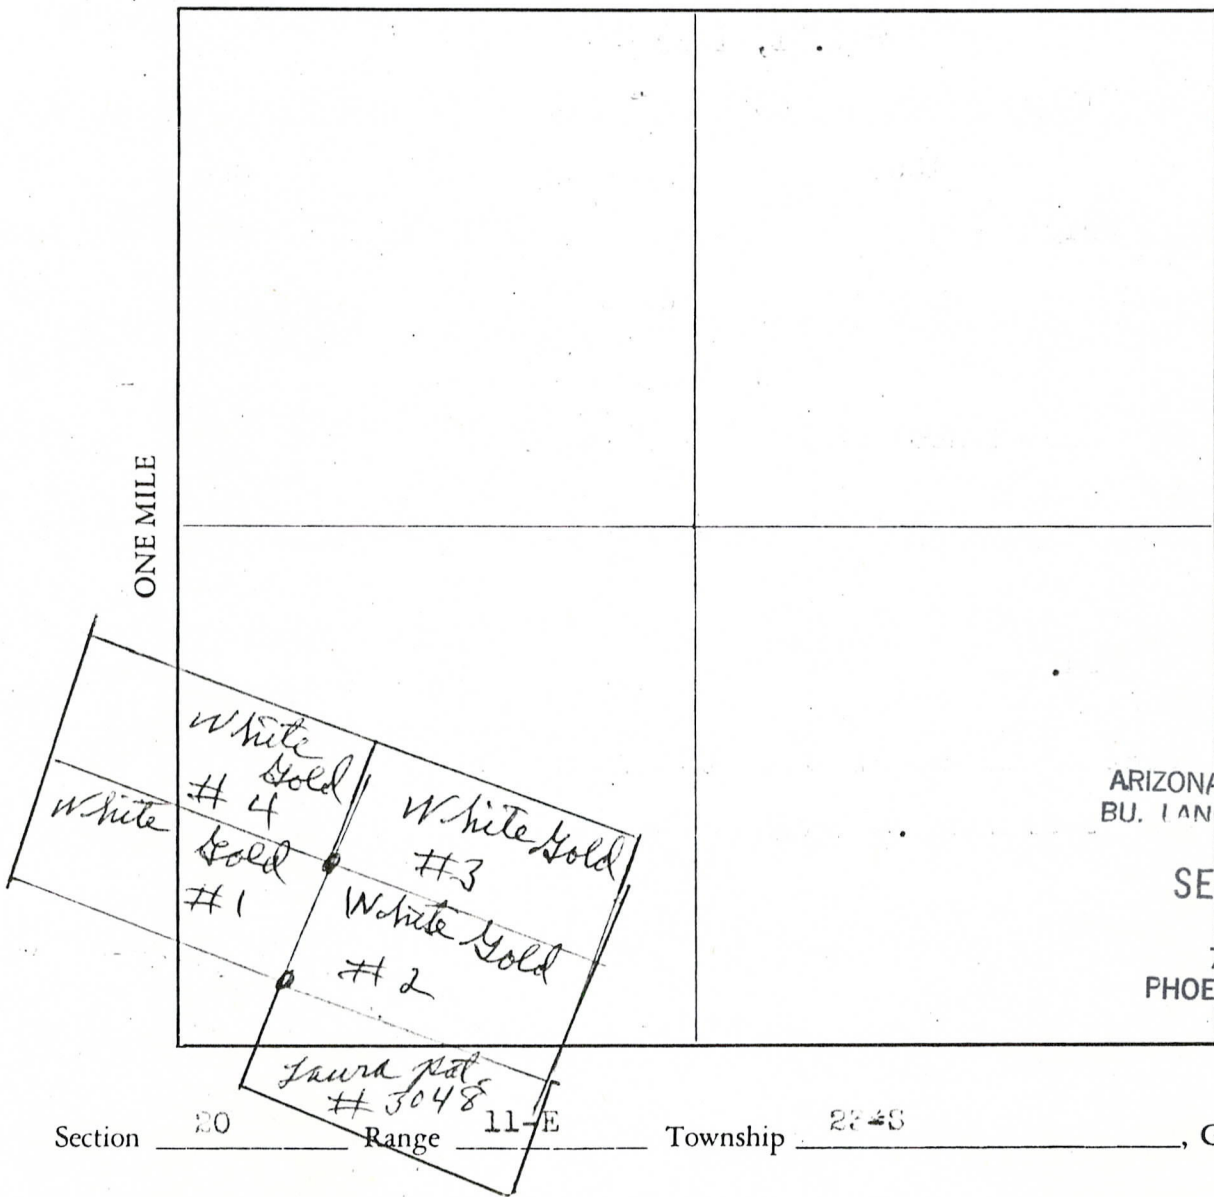 ONE MILE
White
Gold
# 4
White
Gold
# 1
White Gold
#3
White Gold
# 2
Laura Pat.
# 3048
ARIZONA
BU. LAN
SE
PHOE
Section 20 Range 11-E Township S, C